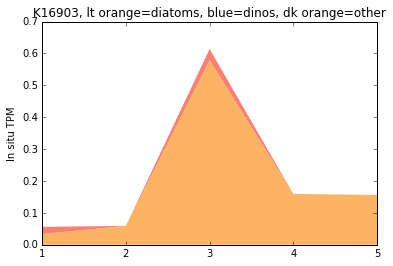 K16903, lt orange=diatoms, blue=dinos, dk orange=other
0.7
0.6
0.5
0.4
0.3
0.2
0.1
0.0
In situ TPM
1 2 3 4 5